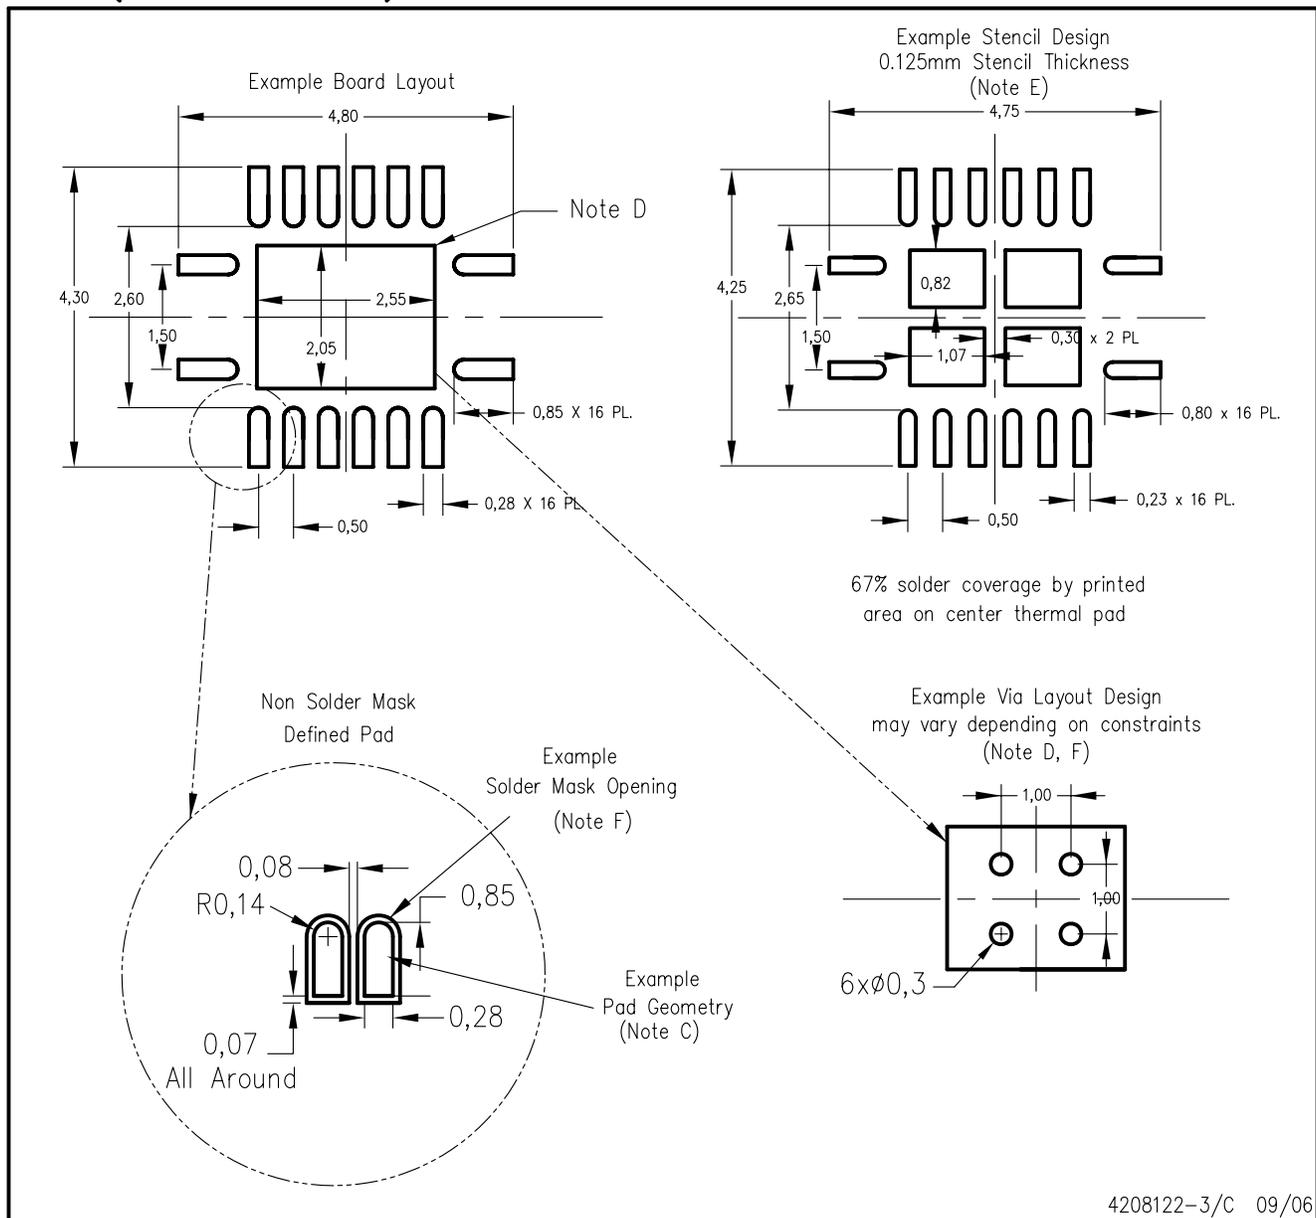 Example Board Layout
4,80
Note D
4,30
2,60
1,50
2,55
2,05
0,85 X 16 PL.
0,28 X 16 PL.
0,50
Example Stencil Design
0.125mm Stencil Thickness
(Note E)
4,75
4,25
2,65
1,50
0,82
0,30 x 2 PL
1,07
0,80 x 16 PL.
0,23 x 16 PL.
0,50
67% solder coverage by printed
area on center thermal pad
Non Solder Mask
Defined Pad
Example
Solder Mask Opening
(Note F)
0,08
R0,14
0,85
0,28
0,07
All Around
Example
Pad Geometry
(Note C)
Example Via Layout Design
may vary depending on constraints
(Note D, F)
1,00
1,00
6xø0,3
4208122-3/C 09/06